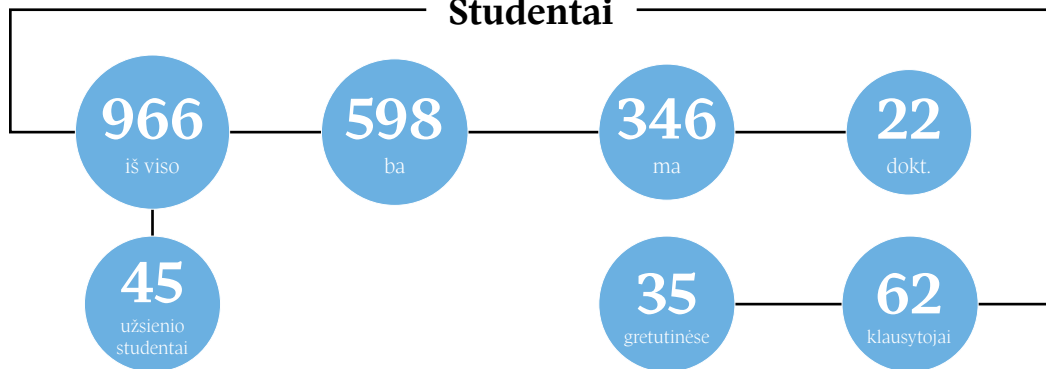 Studentai
966
iš viso
598
ba
346
ma
22
dokt.
45
užsienio
studentai
35
gretutinėse
62
klausytojai